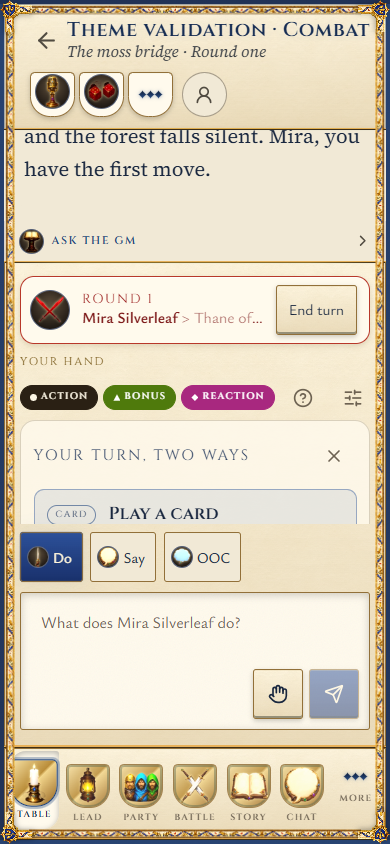 Theme validation · Combat
The moss bridge · Round one
and the forest falls silent. Mira, you
have the first move.
ASK THE GM
ROUND 1
Mira Silverleaf > Thane of…
End turn
YOUR HAND
ACTION
BONUS
REACTION
YOUR TURN, TWO WAYS
CARD
Play a card
Do
Say
OOC
What does Mira Silverleaf do?
TABLE
LEAD
PARTY
BATTLE
STORY
CHAT
MORE